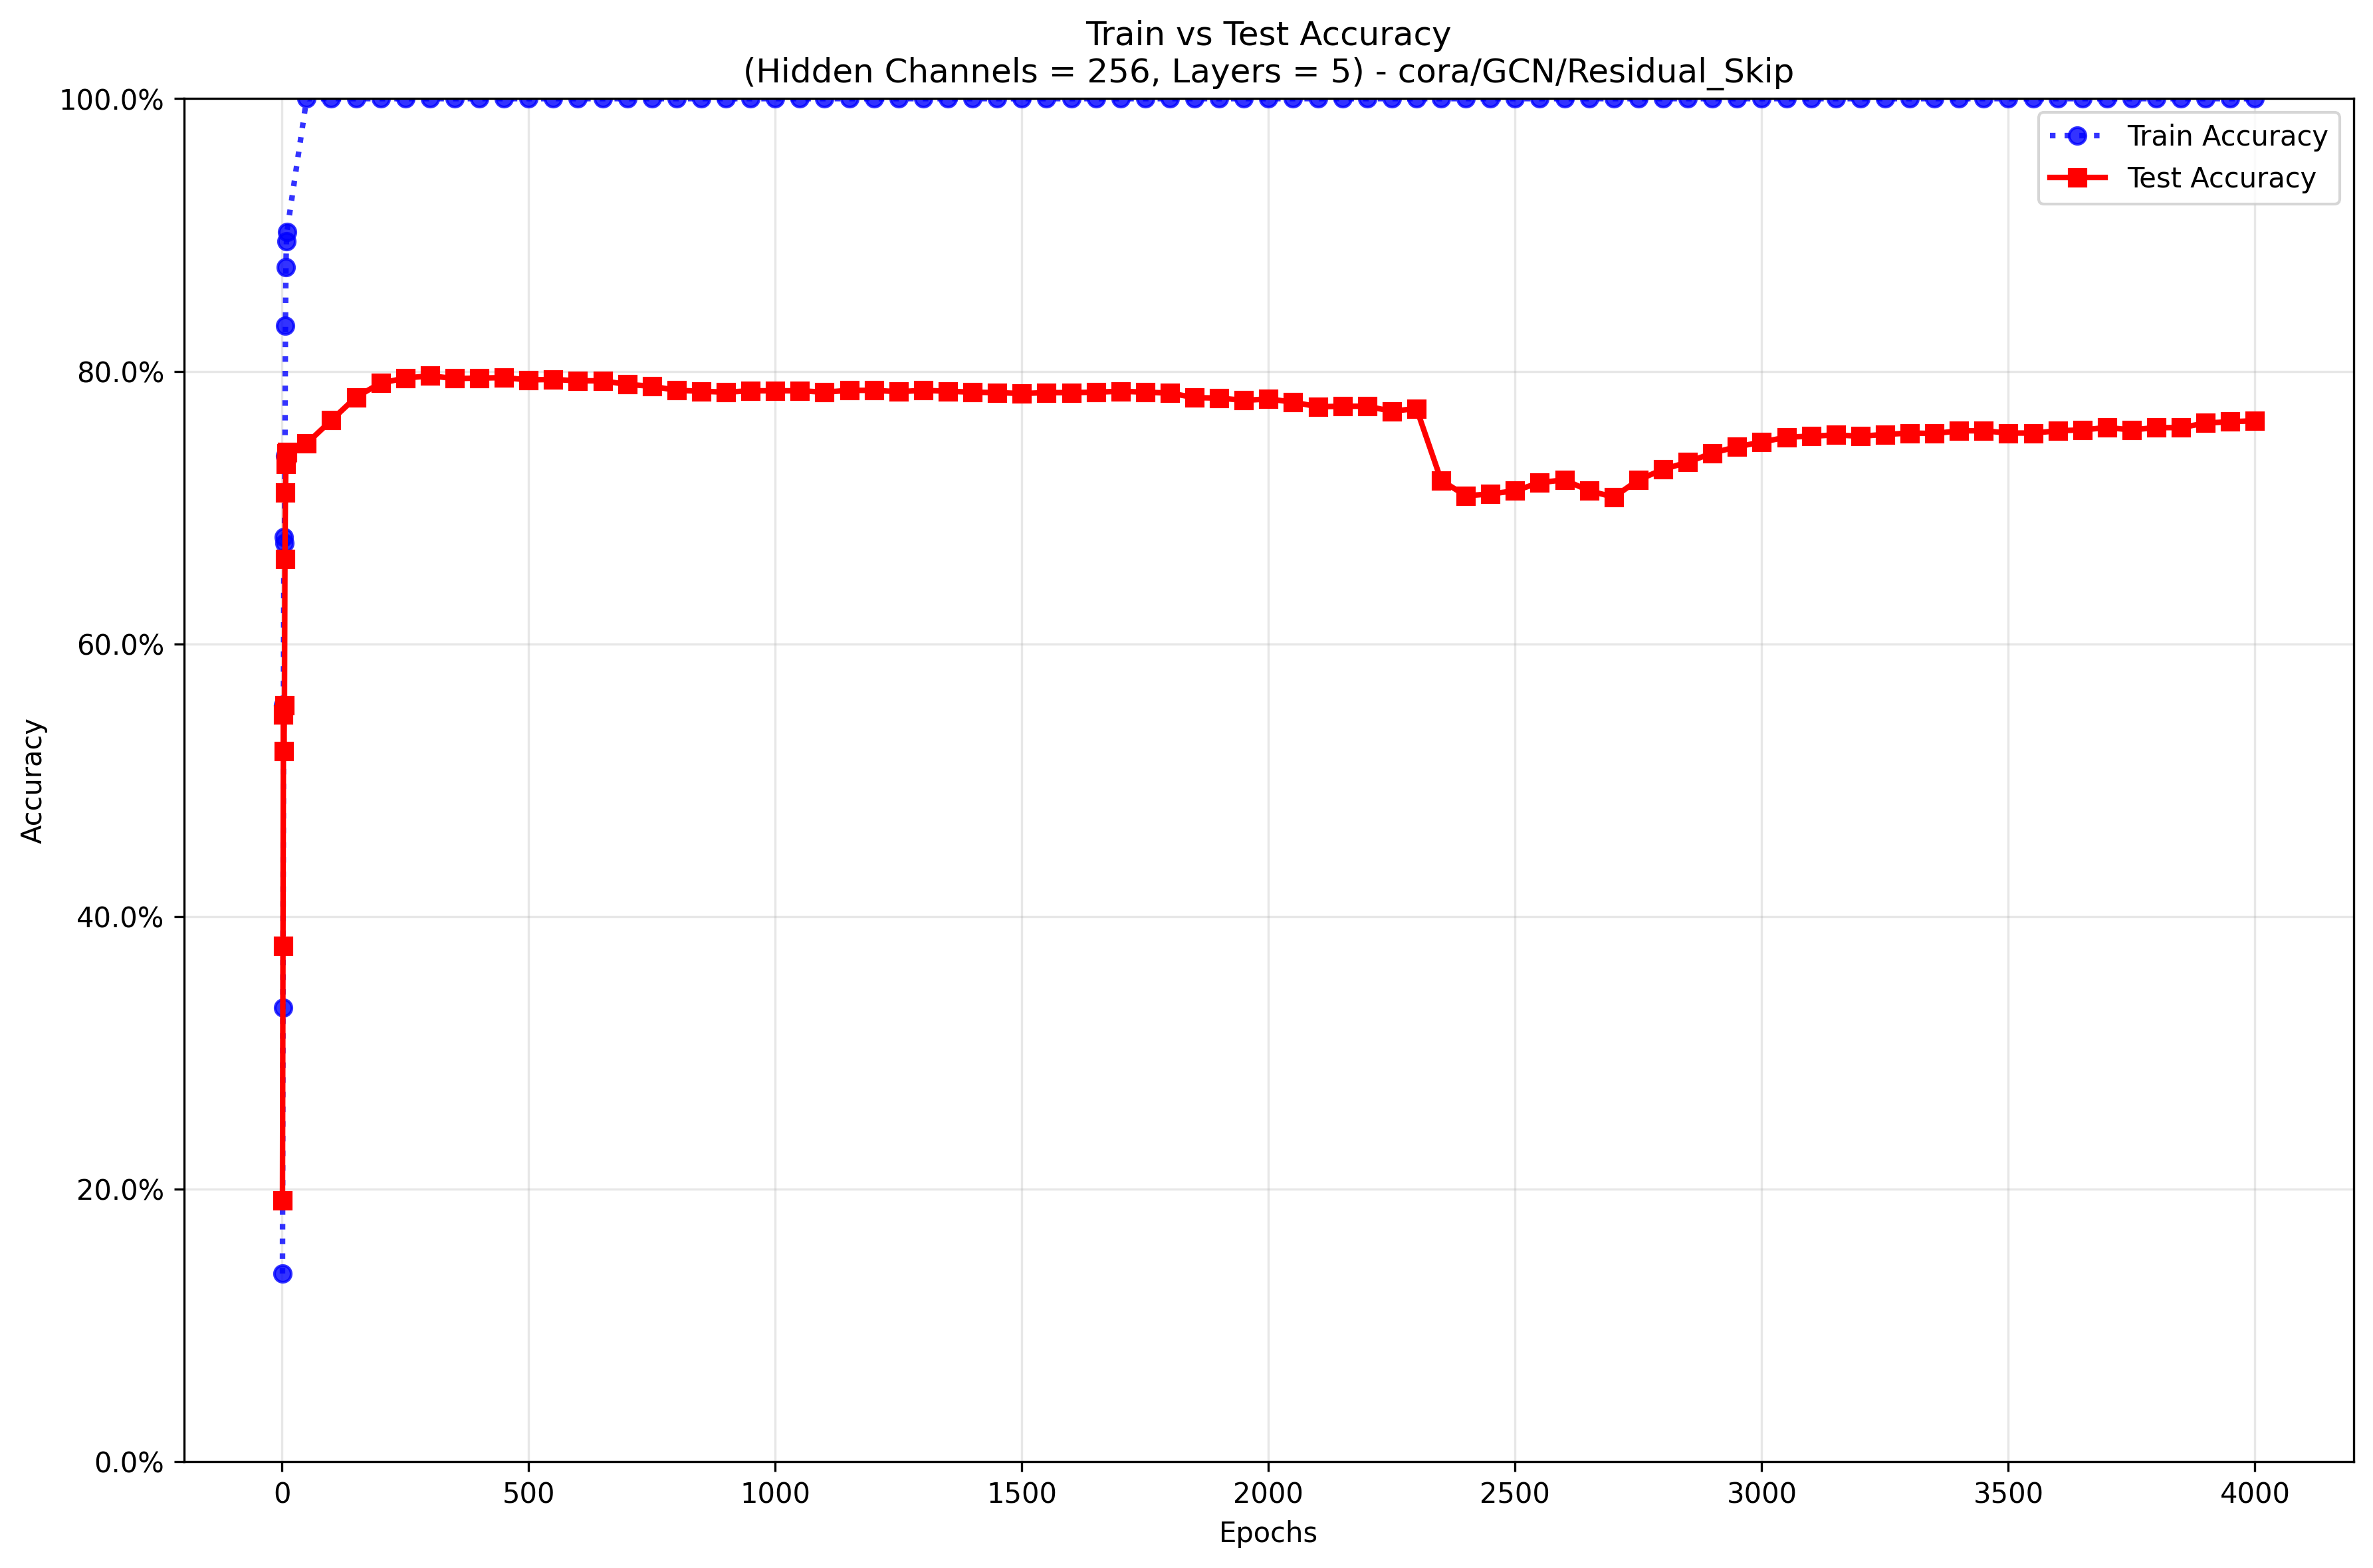 Train vs Test Accuracy
(Hidden Channels = 256, Layers = 5) - cora/GCN/Residual_Skip
100.0%
80.0%
60.0%
40.0%
20.0%
0.0%
Accuracy
Train Accuracy
Test Accuracy
0 500 1000 1500 2000 2500 3000 3500 4000
Epochs